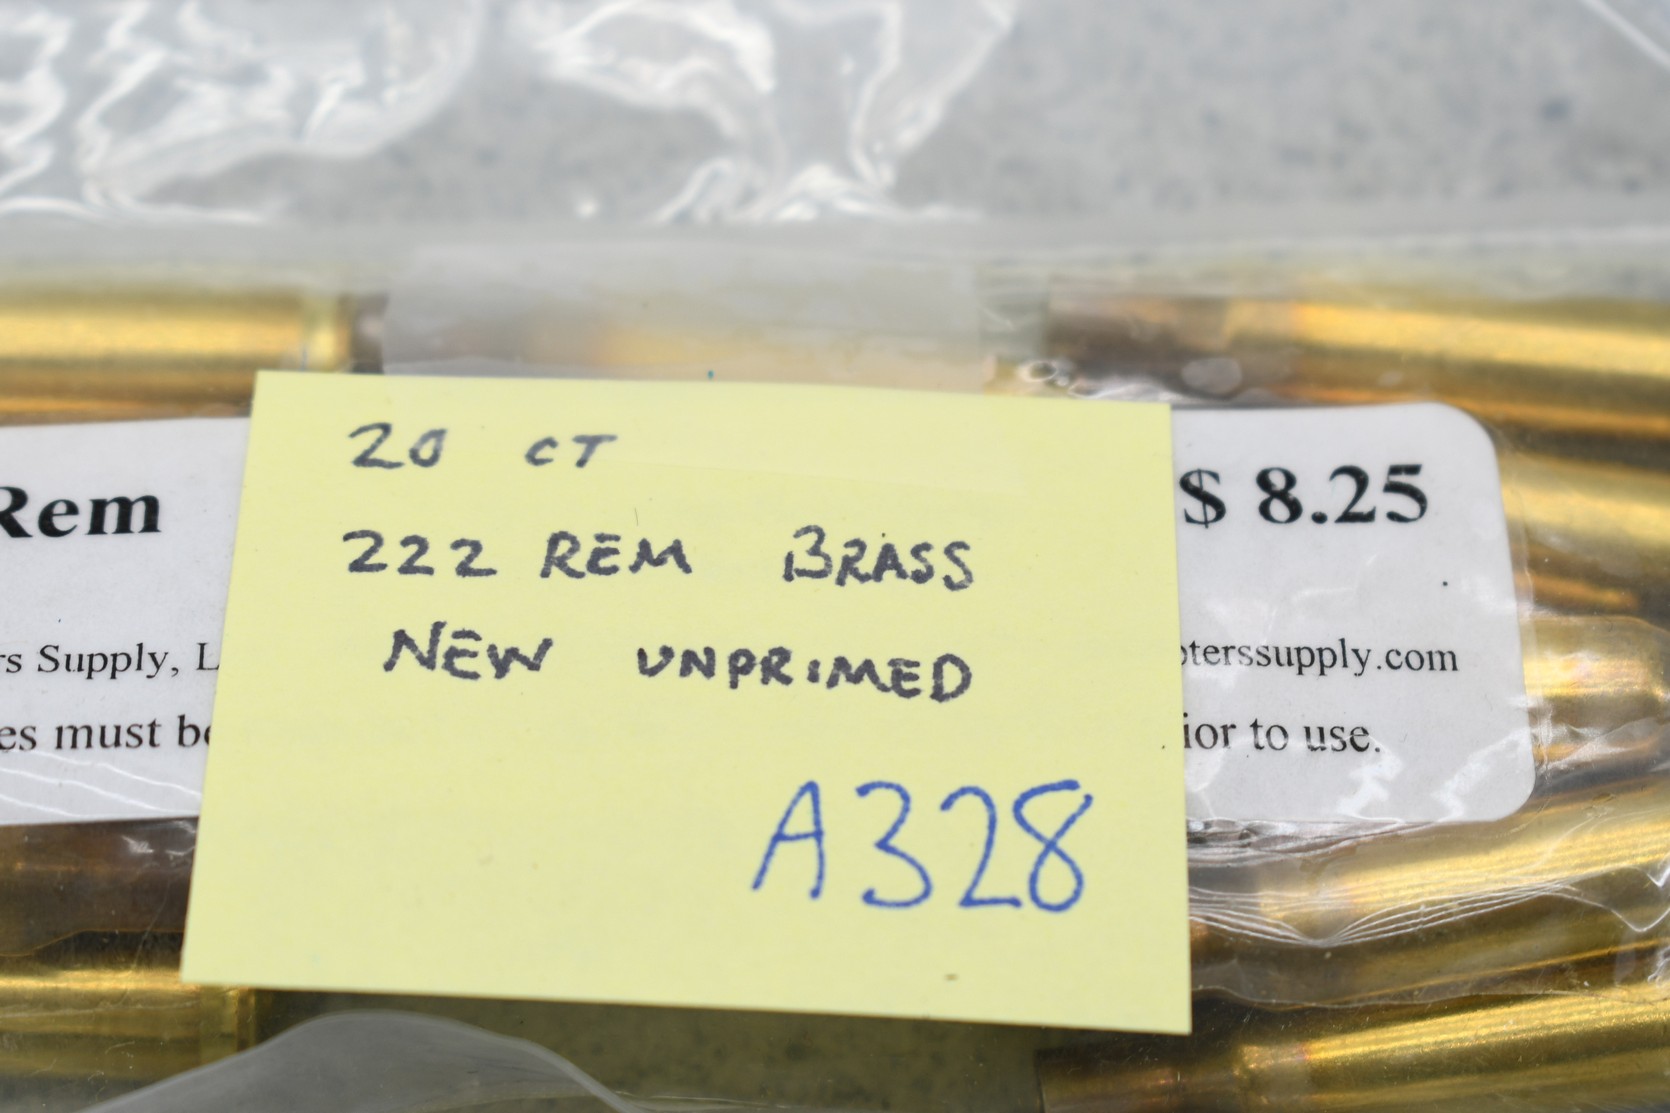 20 CT
222 REM BRASS
NEW UNPRIMED
A328
Rem
$ 8.25
rs Supply, L
oterssupply.com
es must be
ior to use.